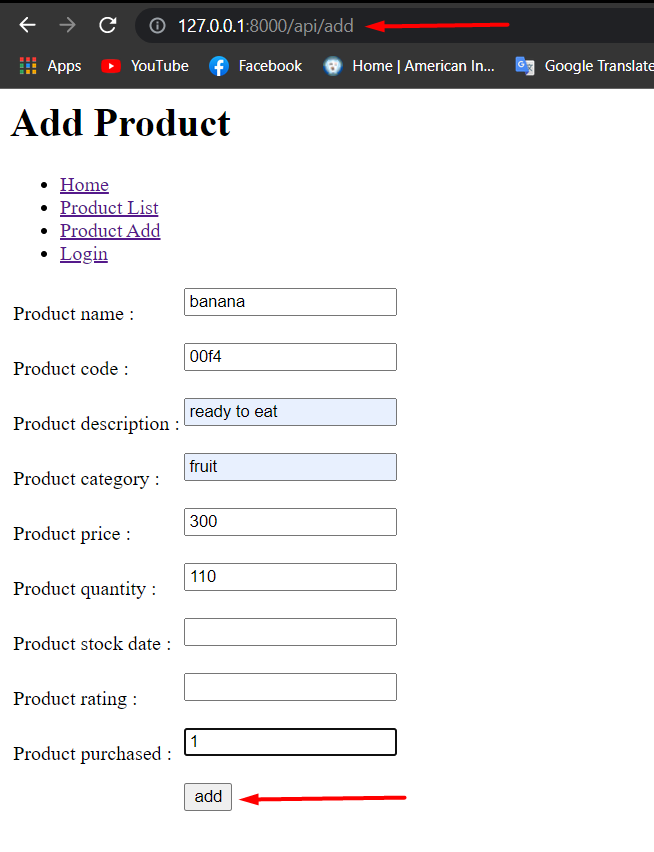 127.0.0.1:8000/api/add
Apps YouTube Facebook Home | American In... Google Translate
Add Product
Home
Product List
Product Add
Login
Product name : banana
Product code : 00f4
Product description : ready to eat
Product category : fruit
Product price : 300
Product quantity : 110
Product stock date :
Product rating :
Product purchased : 1
add